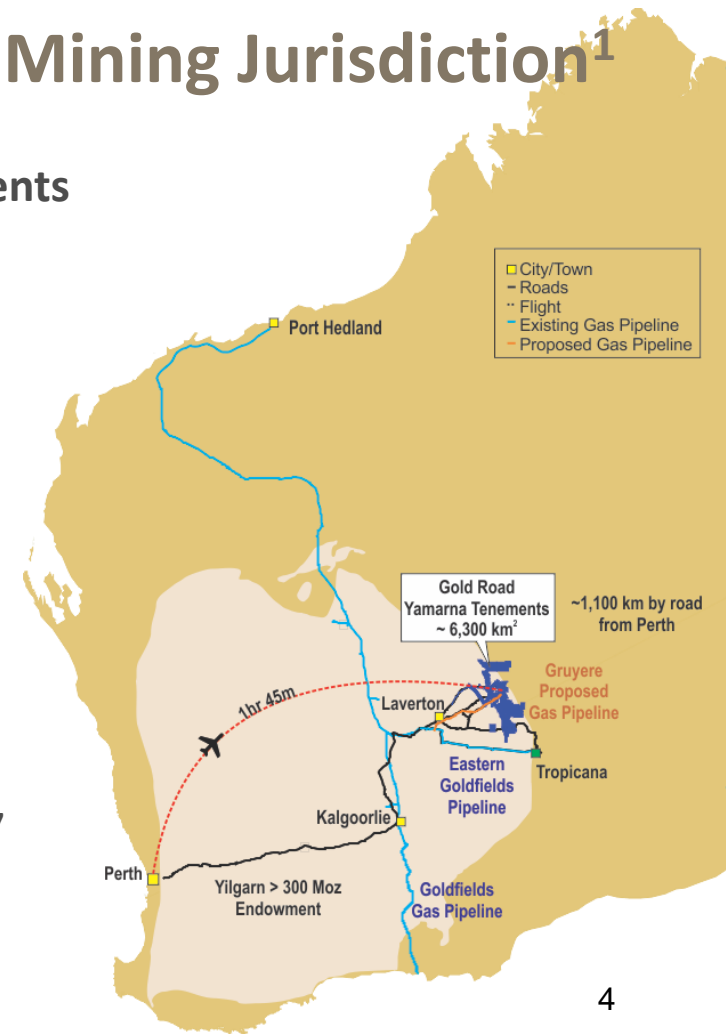 Mining Jurisdiction¹
ents
City/Town
Roads
Flight
Existing Gas Pipeline
Proposed Gas Pipeline
Port Hedland
Gold Road
Yamarna Tenements
~ 6,300 km²
~1,100 km by road
from Perth
Gruyere
Proposed
Gas Pipeline
1hr 45m
Laverton
Eastern
Goldfields
Pipeline
Tropicana
Kalgoorlie
Perth
Yilgarn > 300 Moz
Endowment
Goldfields
Gas Pipeline
4